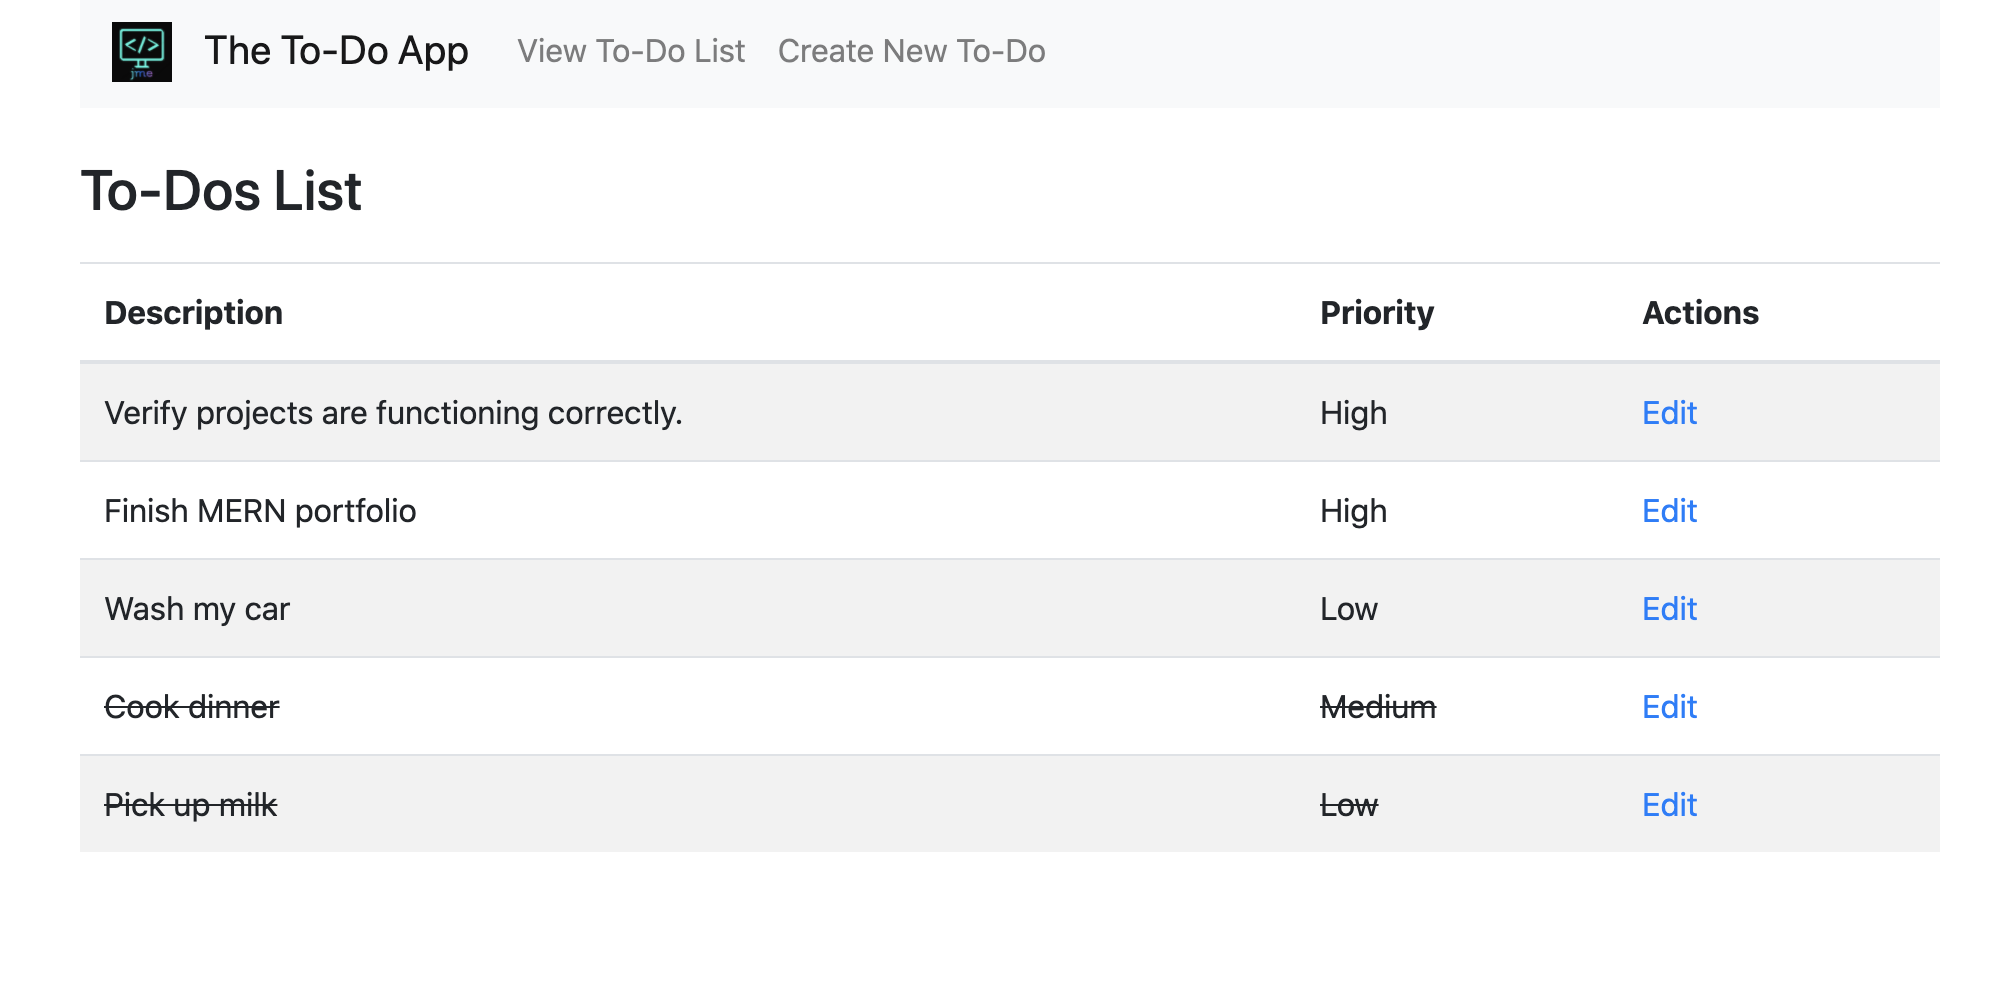 </> jme The To-Do App View To-Do List Create New To-Do
To-Dos List
Description Priority Actions
Verify projects are functioning correctly. High Edit
Finish MERN portfolio High Edit
Wash my car Low Edit
Cook dinner Medium Edit
Pick up milk Low Edit